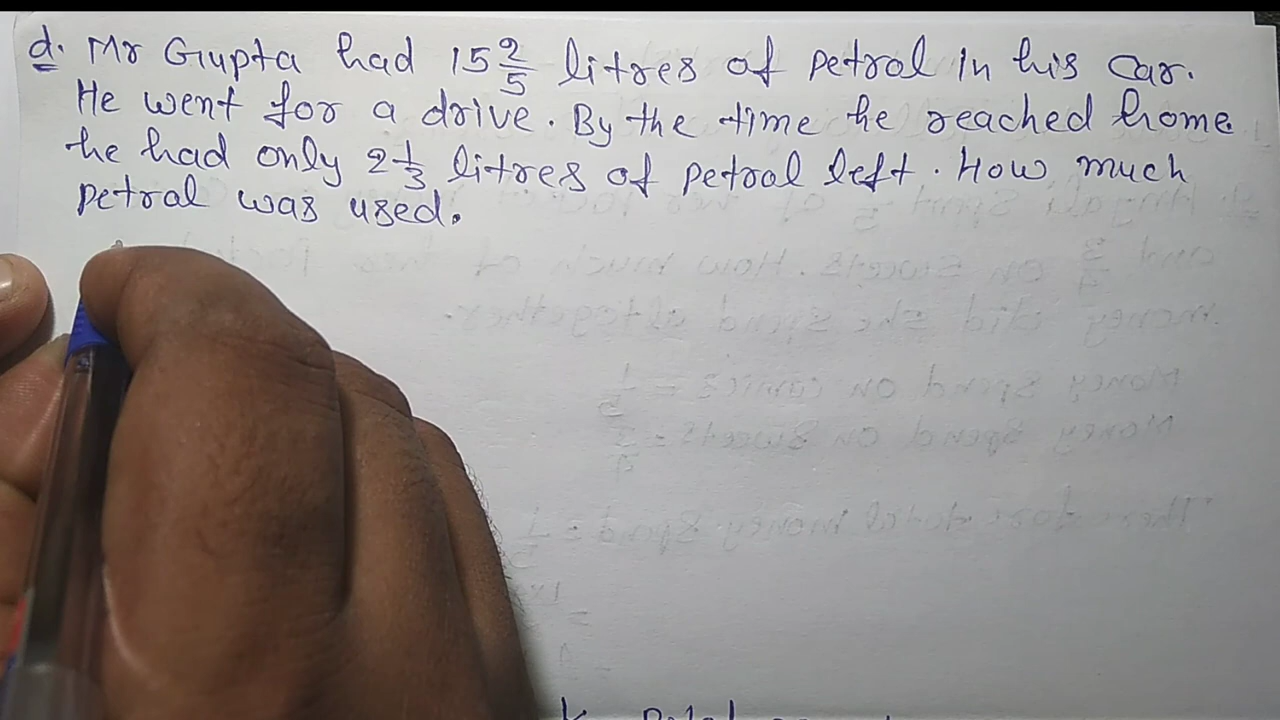 d. Mr Gupta had 15 2/5 litres of petrol in his car.
He went for a drive. By the time he reached home
he had only 2 1/3 litres of petrol left. How much
petrol was used.